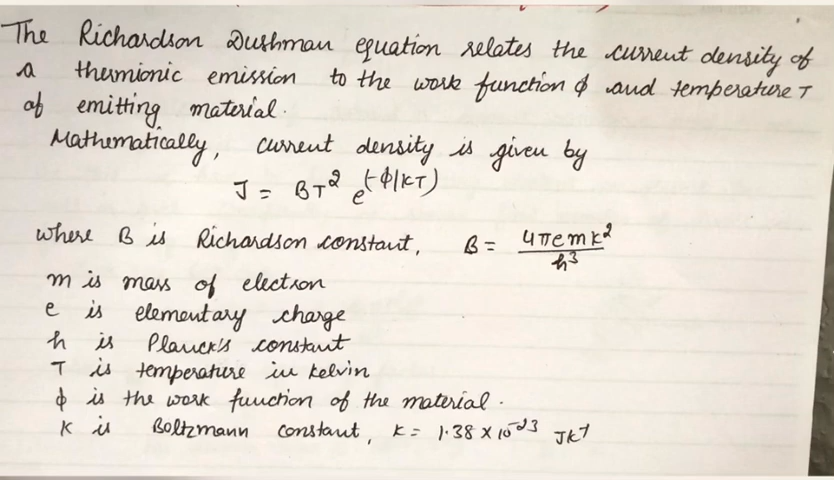 The Richardson Dushman equation relates the current density of
a thermionic emission to the work function ϕ and temperature T
of emitting material.
Mathematically, current density is given by
J = BT² e^(-ϕ/KT)
where B is Richardson constant, B = 4πemk²/h³
m is mass of electron
e is elementary charge
h is Planck's constant
T is temperature in kelvin
ϕ is the work function of the material.
K is Boltzmann constant, K = 1.38 × 10⁻²³ JK⁻¹